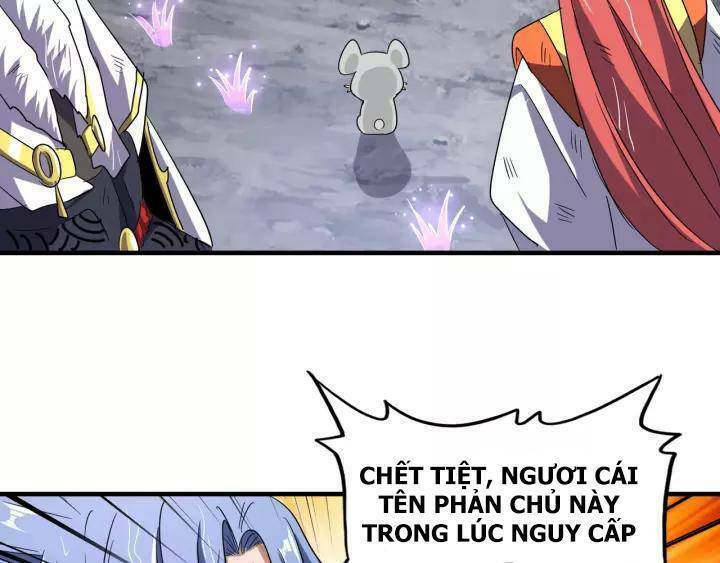 CHẾT TIỆT, NGƯƠI CÁI
TÊN PHẢN CHỦ NÀY
TRONG LÚC NGUY CẤP